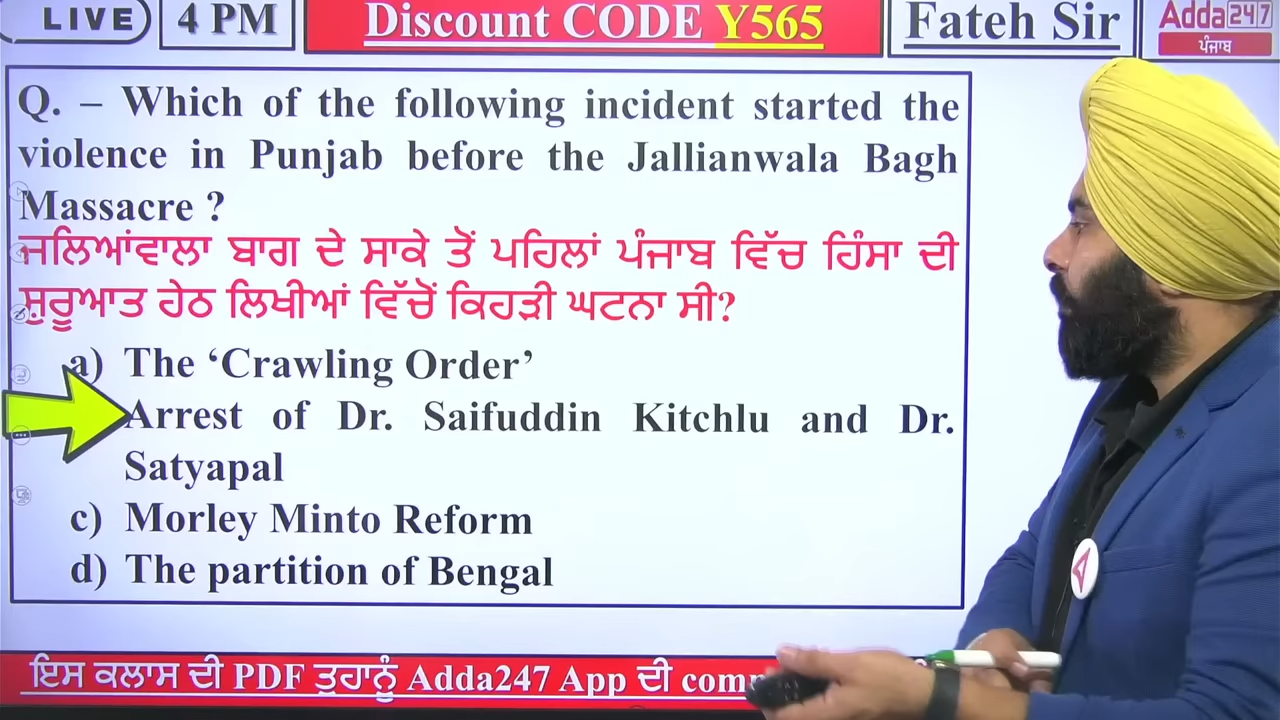 LIVE
4 PM
Discount CODE Y565
Fateh Sir
Adda247
ਪੰਜਾਬ
Q. – Which of the following incident started the
violence in Punjab before the Jallianwala Bagh
Massacre ?
ਜਲਿਆਂਵਾਲਾ ਬਾਗ ਦੇ ਸਾਕੇ ਤੋਂ ਪਹਿਲਾਂ ਪੰਜਾਬ ਵਿੱਚ ਹਿੰਸਾ ਦੀ
ਸ਼ੁਰੂਆਤ ਹੇਠ ਲਿਖੀਆਂ ਵਿੱਚੋਂ ਕਿਹੜੀ ਘਟਨਾ ਸੀ?
a) The ‘Crawling Order’
Arrest of Dr. Saifuddin Kitchlu and Dr.
Satyapal
c) Morley Minto Reform
d) The partition of Bengal
ਇਸ ਕਲਾਸ ਦੀ PDF ਤੁਹਾਨੂੰ Adda247 App ਦੀ